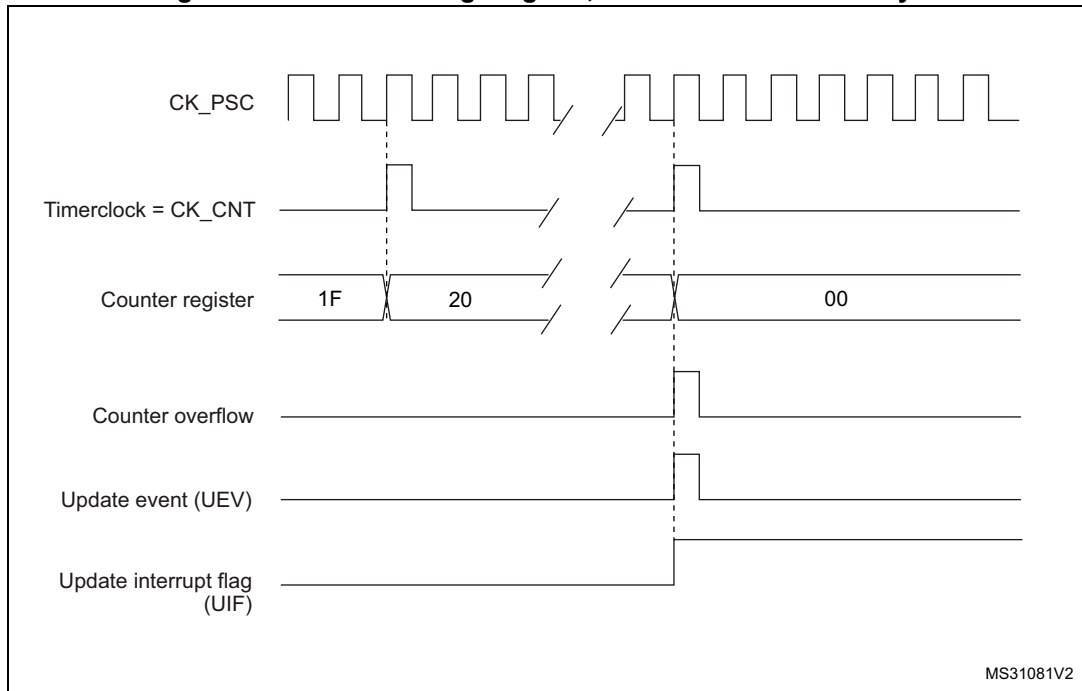 CK_PSC
Timerclock = CK_CNT
Counter register
1F
20
00
Counter overflow
Update event (UEV)
Update interrupt flag
(UIF)
MS31081V2